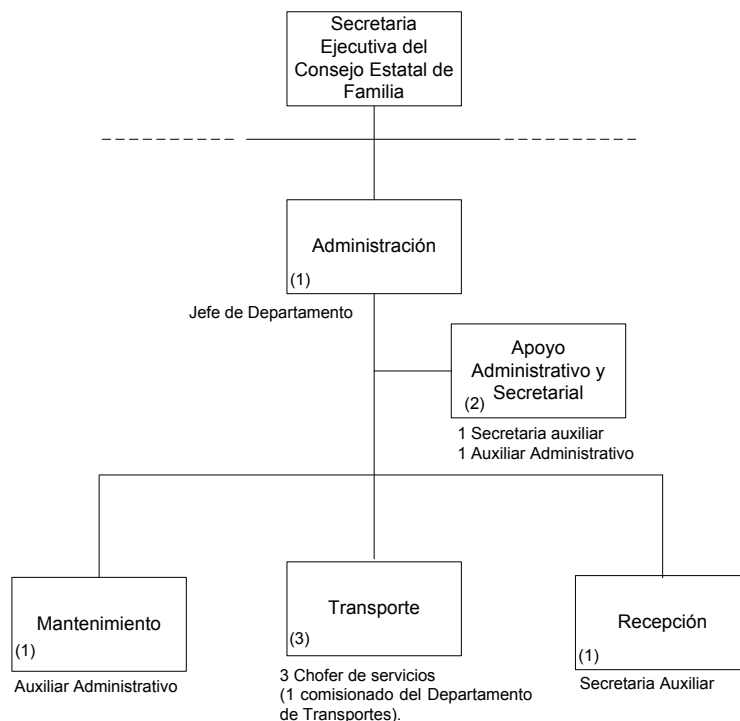 Secretaria
Ejecutiva del
Consejo Estatal de
Familia
Administración
(1)
Jefe de Departamento
Apoyo
Administrativo y
Secretarial
(2)
1 Secretaria auxiliar
1 Auxiliar Administrativo
Mantenimiento
(1)
Auxiliar Administrativo
Transporte
(3)
3 Chofer de servicios
(1 comisionado del Departamento
de Transportes).
Recepción
(1)
Secretaria Auxiliar